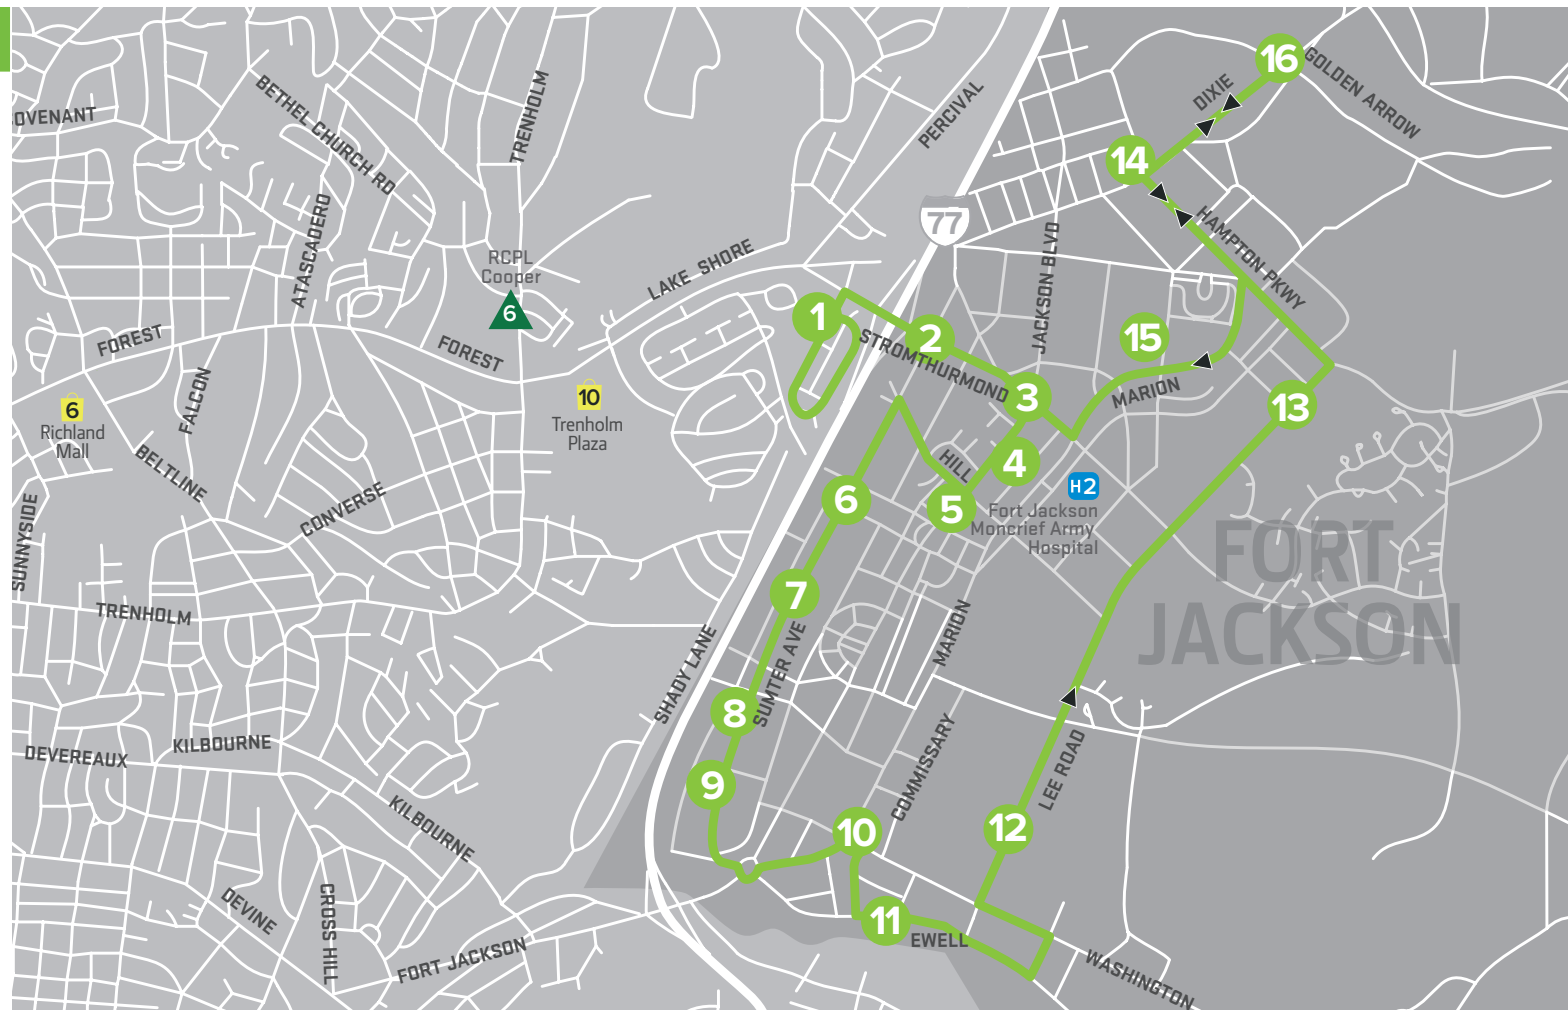 16
GOLDEN ARROW
DIXIE
TRENHOLM
BETHEL CHURCH RD
PERCIVAL
OVENANT
14
ATASCADERO
77
HAMPTON PKWY
JACKSON BLVD
LAKE SHORE
RCPL
Cooper
6
1
2
STROMTHURMOND
15
FOREST
FOREST
MARION
3
13
FALCON
6
Richland
Mall
10
Trenholm
Plaza
HILL
4
BELTLINE
H2
Fort Jackson
Moncrief Army
Hospital
6
5
CONVERSE
SUNNYSIDE
FORT
JACKSON
7
TRENHOLM
MARION
SHADY LANE
SUMTER AVE
8
DEVEREAUX
KILBOURNE
COMMISSARY
LEE ROAD
9
KILBOURNE
10
12
DEVINE
CROSS HILL
11
EWELL
FORT JACKSON
WASHINGTON